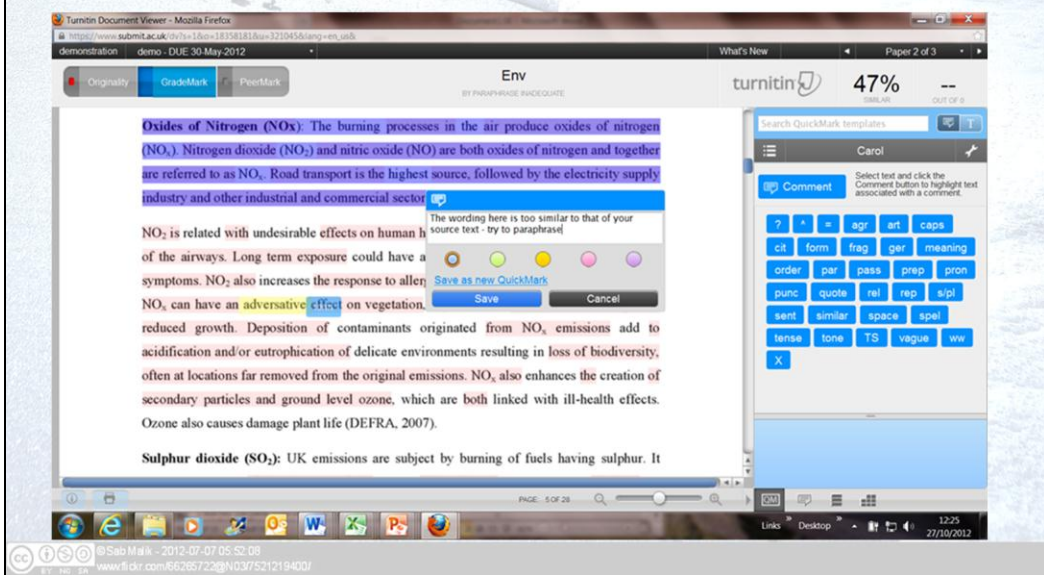 Turnitin Document Viewer - Mozilla Firefox
https://www.submit.ac.uk/dv?s=1&o=18358181&u=321045&lang=en_us&
demonstration demo - DUE 30-May-2012 What's New Paper 2 of 3
Originality GradeMark PeerMark
Env
BY PARAPHRASE INADEQUATE
turnitin
47%
SIMILAR
--
OUT OF 0
Oxides of Nitrogen (NOx): The burning processes in the air produce oxides of nitrogen
(NOx). Nitrogen dioxide (NO2) and nitric oxide (NO) are both oxides of nitrogen and together
are referred to as NOx. Road transport is the highest source, followed by the electricity supply
industry and other industrial and commercial sector
NO2 is related with undesirable effects on human h
of the airways. Long term exposure could have a
symptoms. NO2 also increases the response to aller
NOx can have an adversative effect on vegetation.
reduced growth. Deposition of contaminants originated from NOx emissions add to
acidification and/or eutrophication of delicate environments resulting in loss of biodiversity,
often at locations far removed from the original emissions. NOx also enhances the creation of
secondary particles and ground level ozone, which are both linked with ill-health effects.
Ozone also causes damage plant life (DEFRA, 2007).
Sulphur dioxide (SO2): UK emissions are subject by burning of fuels having sulphur. It
The wording here is too similar to that of your
source text - try to paraphrase
Save as new QuickMark
Save Cancel
Search QuickMark templates T
Carol
Comment
Select text and click the
Comment button to highlight text
associated with a comment.
? ^ = agr art caps
cit form frag ger meaning
order par pass prep pron
punc quote rel rep s/pl
sent similar space spel
tense tone TS vague ww
X
PAGE: 5 OF 28
QM
Links Desktop 12:25
27/10/2012
©Sab Malik - 2012-07-07 05:52:08
www.flickr.com/66265722@N03/7521219400/